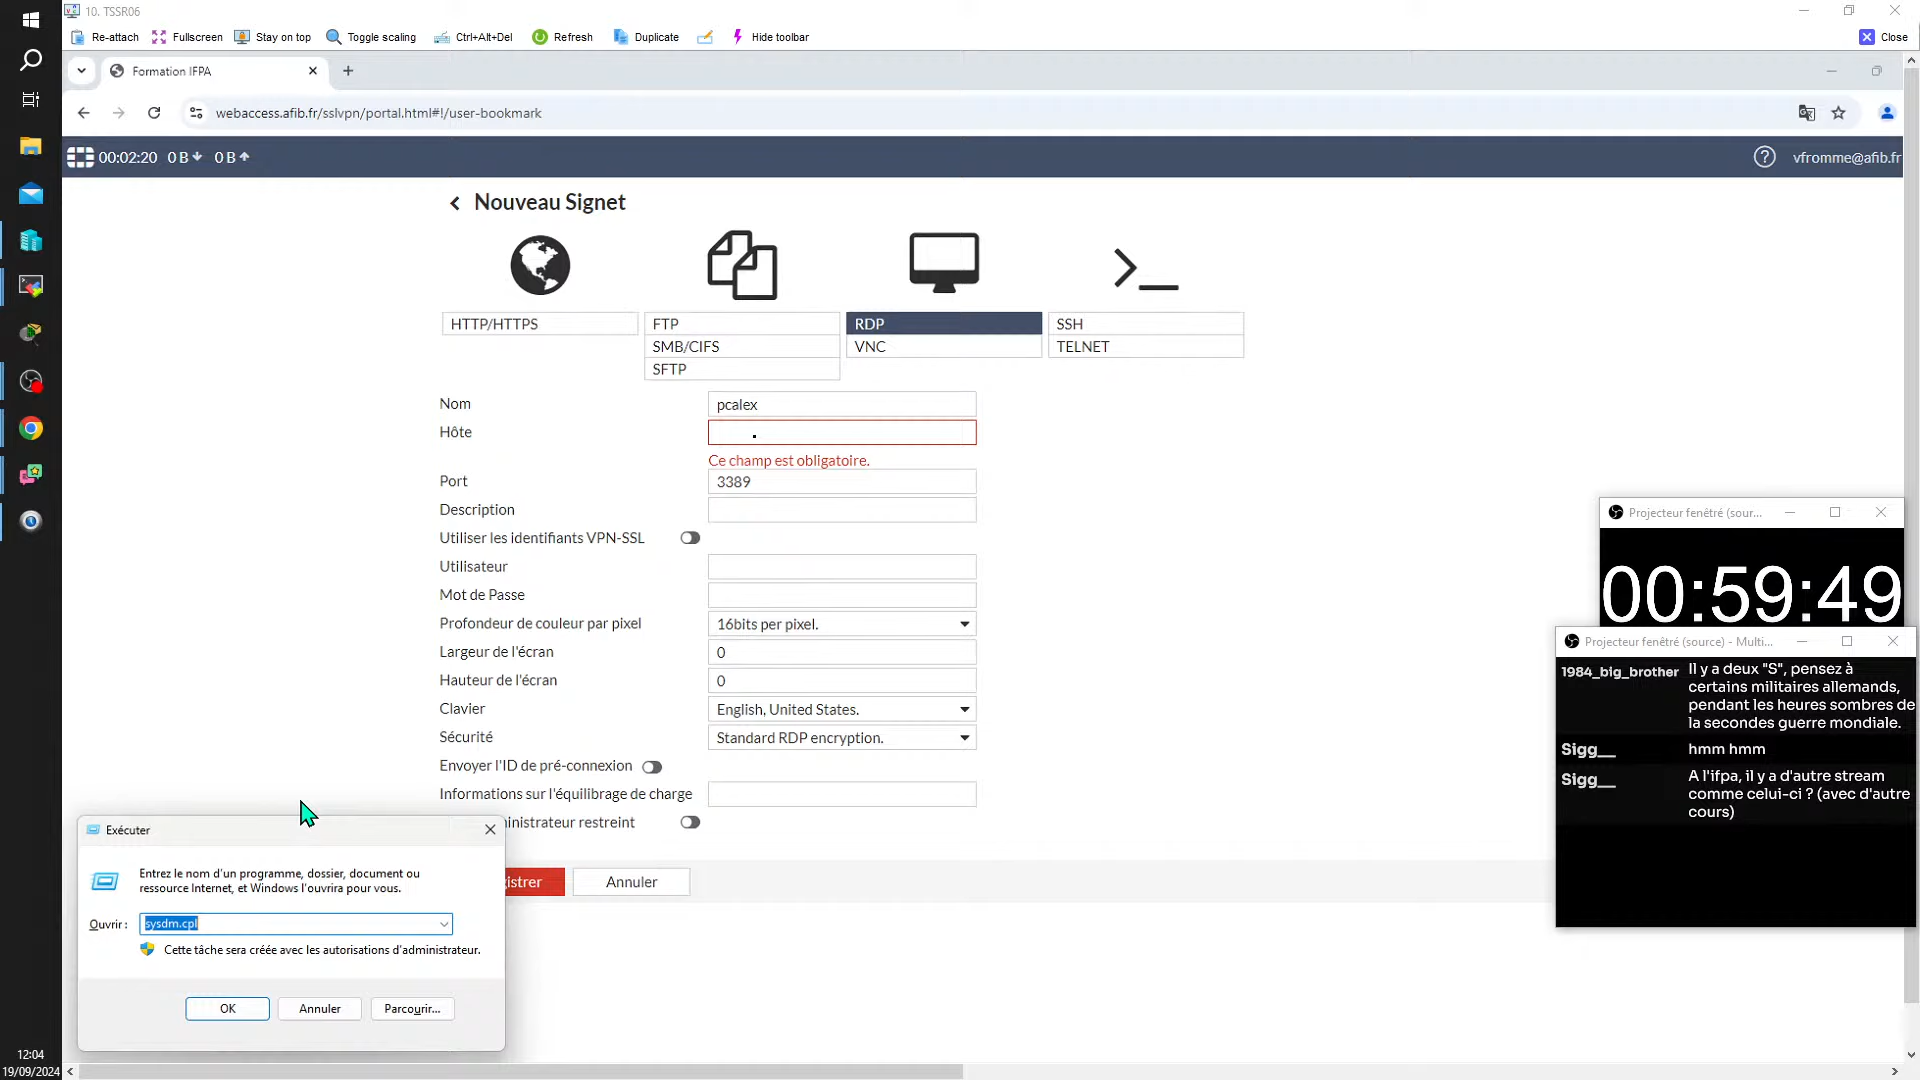 10. TSSR06
Re-attach Fullscreen Stay on top Toggle scaling Ctrl+Alt+Del Refresh Duplicate Hide toolbar Close
Formation IFPA
webaccess.afib.fr/sslvpn/portal.html#!/user-bookmark
00:02:20 0 B 0 B vfromme@afib.fr
Nouveau Signet
HTTP/HTTPS FTP RDP SSH
SMB/CIFS VNC TELNET
SFTP
Nom pcalex
Hôte
Ce champ est obligatoire.
Port 3389
Description
Utiliser les identifiants VPN-SSL
Utilisateur
Mot de Passe
Profondeur de couleur par pixel 16bits per pixel.
Largeur de l'écran 0
Hauteur de l'écran 0
Clavier English, United States.
Sécurité Standard RDP encryption.
Envoyer l'ID de pré-connexion
Informations sur l'équilibrage de charge
inistrateur restreint
istrer Annuler
Exécuter
Entrez le nom d'un programme, dossier, document ou
ressource Internet, et Windows l'ouvrira pour vous.
Ouvrir : sysdm.cpl
Cette tâche sera créée avec les autorisations d'administrateur.
OK Annuler Parcourir...
Projecteur fenêtré (sour...
00:59:49
Projecteur fenêtré (source) - Multi...
1984_big_brother Il y a deux "S", pensez à
certains militaires allemands,
pendant les heures sombres de
la secondes guerre mondiale.
Sigg__ hmm hmm
Sigg__ A l'ifpa, il y a d'autre stream
comme celui-ci ? (avec d'autre
cours)
12:04
19/09/2024